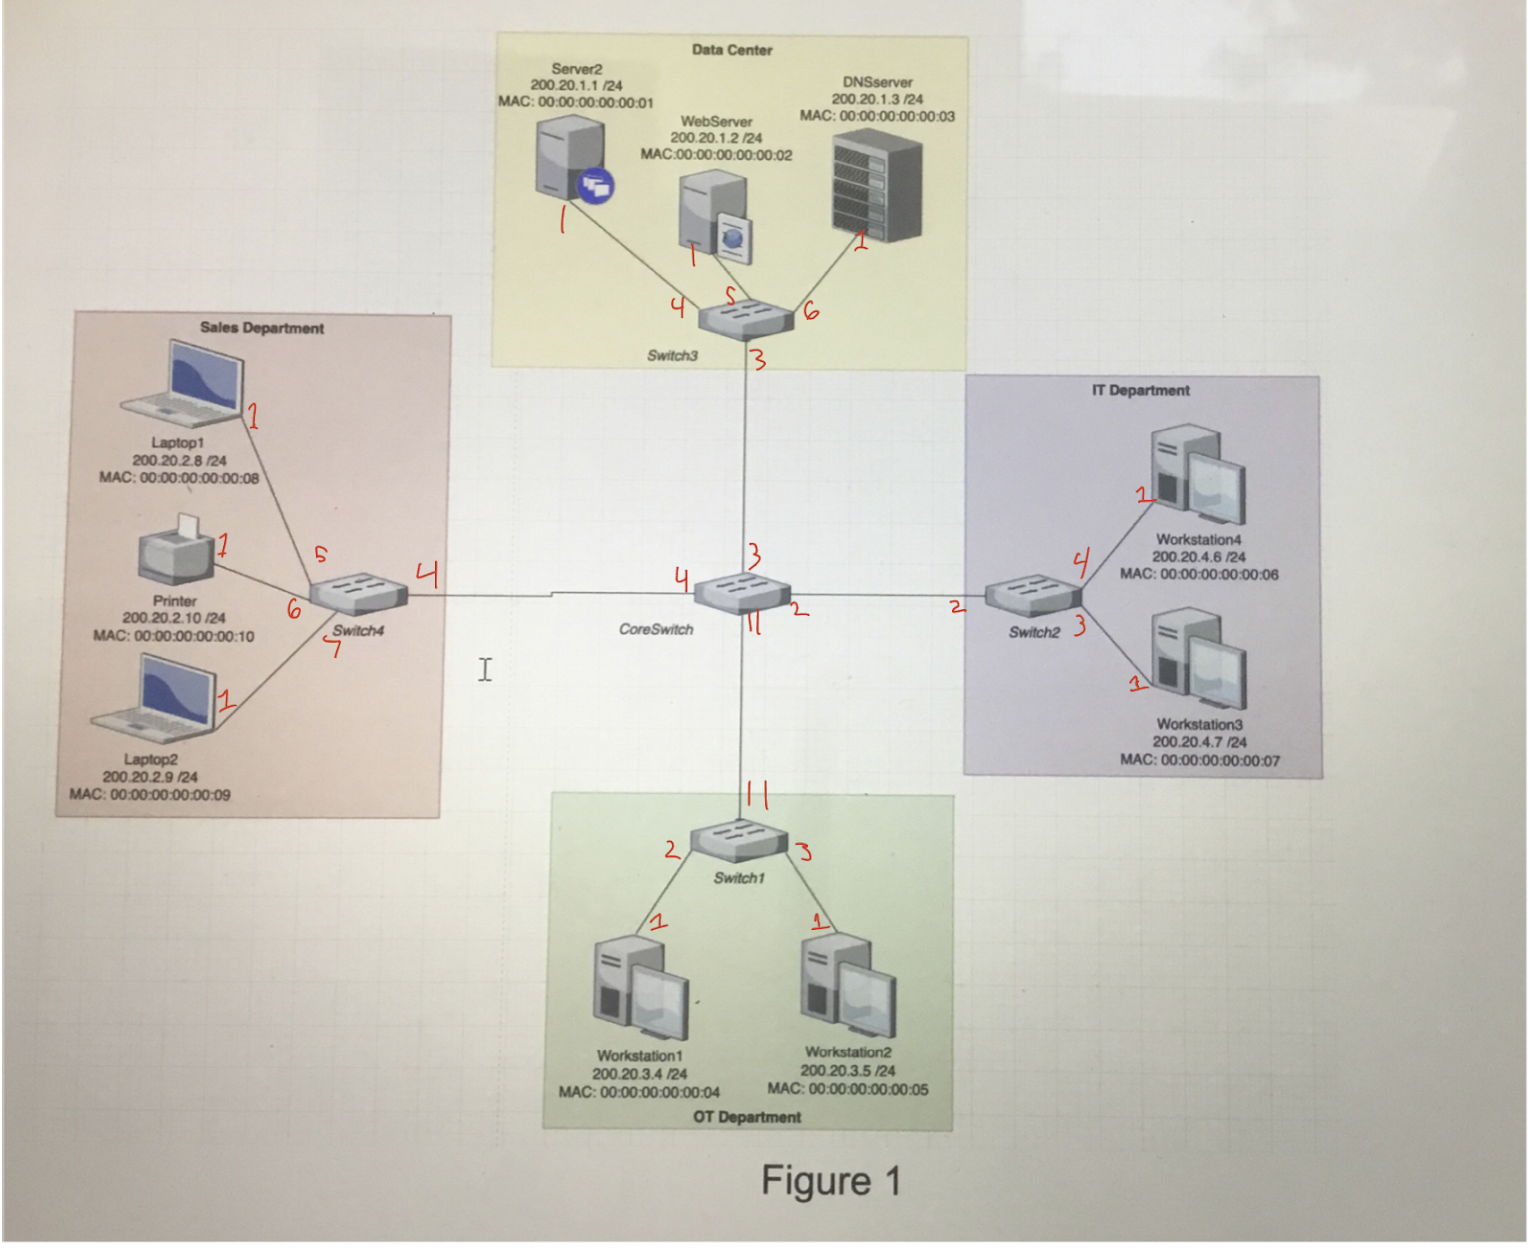 Data Center
Server2
200.20.1.1 /24
MAC: 00:00:00:00:00:01
DNSserver
200.20.1.3 /24
MAC: 00:00:00:00:00:03
WebServer
200.20.1.2 /24
MAC:00:00:00:00:00:02
1
1
1
4
5
6
Switch3
3
Sales Department
1
Laptop1
200.20.2.8 /24
MAC: 00:00:00:00:00:08
1
Printer
200.20.2.10 /24
MAC: 00:00:00:00:00:10
5
6
7
4
Switch4
1
Laptop2
200.20.2.9 /24
MAC: 00:00:00:00:00:09
3
4
2
11
CoreSwitch
IT Department
1
Workstation4
200.20.4.6 /24
MAC: 00:00:00:00:00:06
4
2
3
Switch2
1
Workstation3
200.20.4.7 /24
MAC: 00:00:00:00:00:07
11
2
3
Switch1
1
1
Workstation1
200.20.3.4 /24
MAC: 00:00:00:00:00:04
Workstation2
200.20.3.5 /24
MAC: 00:00:00:00:00:05
OT Department
Figure 1